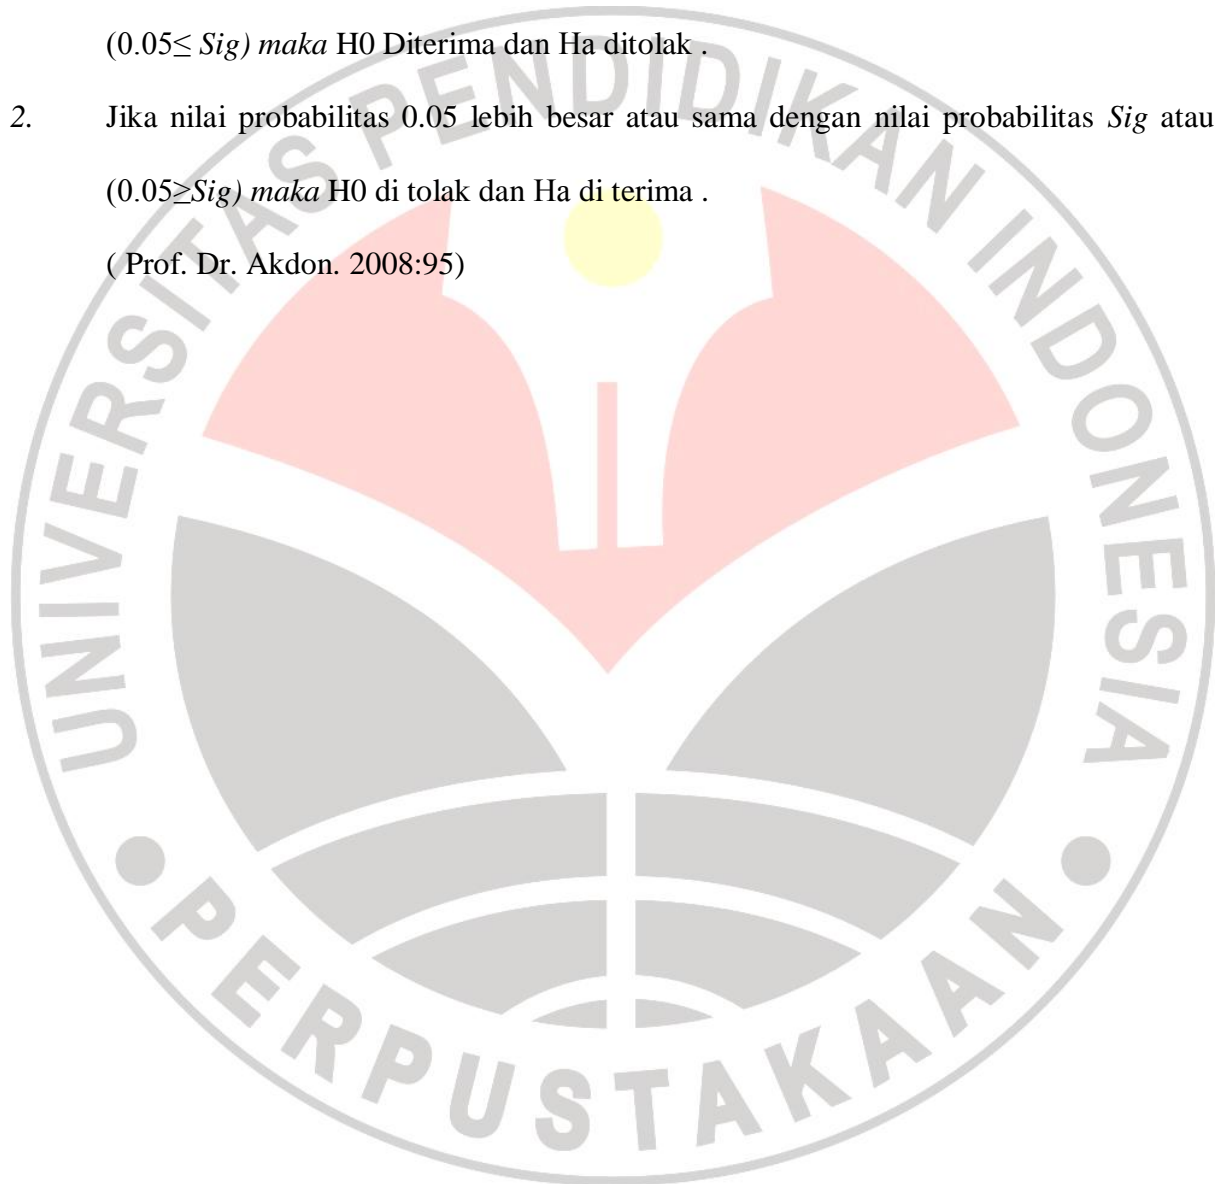 (0.05≤ Sig) maka H0 Diterima dan Ha ditolak .
2. Jika nilai probabilitas 0.05 lebih besar atau sama dengan nilai probabilitas Sig atau
(0.05≥Sig) maka H0 di tolak dan Ha di terima .
( Prof. Dr. Akdon. 2008:95)
UNIVERSITAS PENDIDIKAN INDONESIA
PERPUSTAKAAN